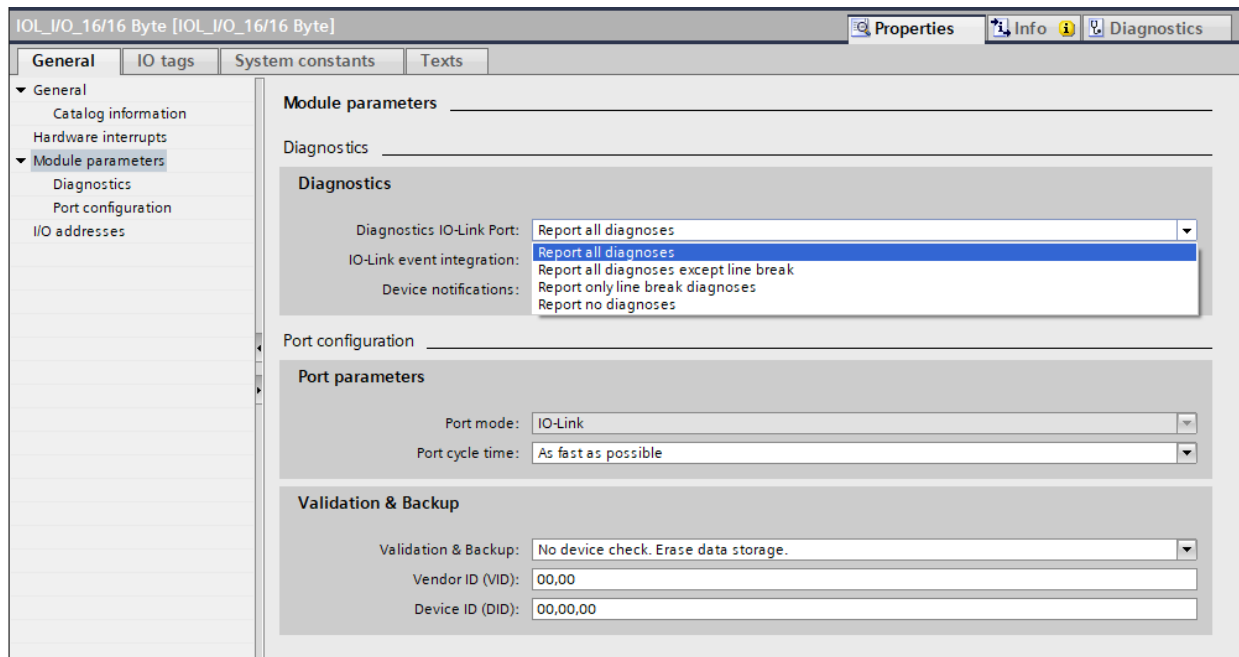 IOL_I/O_16/16 Byte [IOL_I/O_16/16 Byte]
Properties Info Diagnostics
General IO tags System constants Texts
General
Catalog information
Hardware interrupts
Module parameters
Diagnostics
Port configuration
I/O addresses
Module parameters
Diagnostics
Diagnostics
Diagnostics IO-Link Port: Report all diagnoses
Report all diagnoses
IO-Link event integration:
Report all diagnoses except line break
Device notifications:
Report only line break diagnoses
Report no diagnoses
Port configuration
Port parameters
Port mode: IO-Link
Port cycle time: As fast as possible
Validation & Backup
Validation & Backup: No device check. Erase data storage.
Vendor ID (VID): 00,00
Device ID (DID): 00,00,00